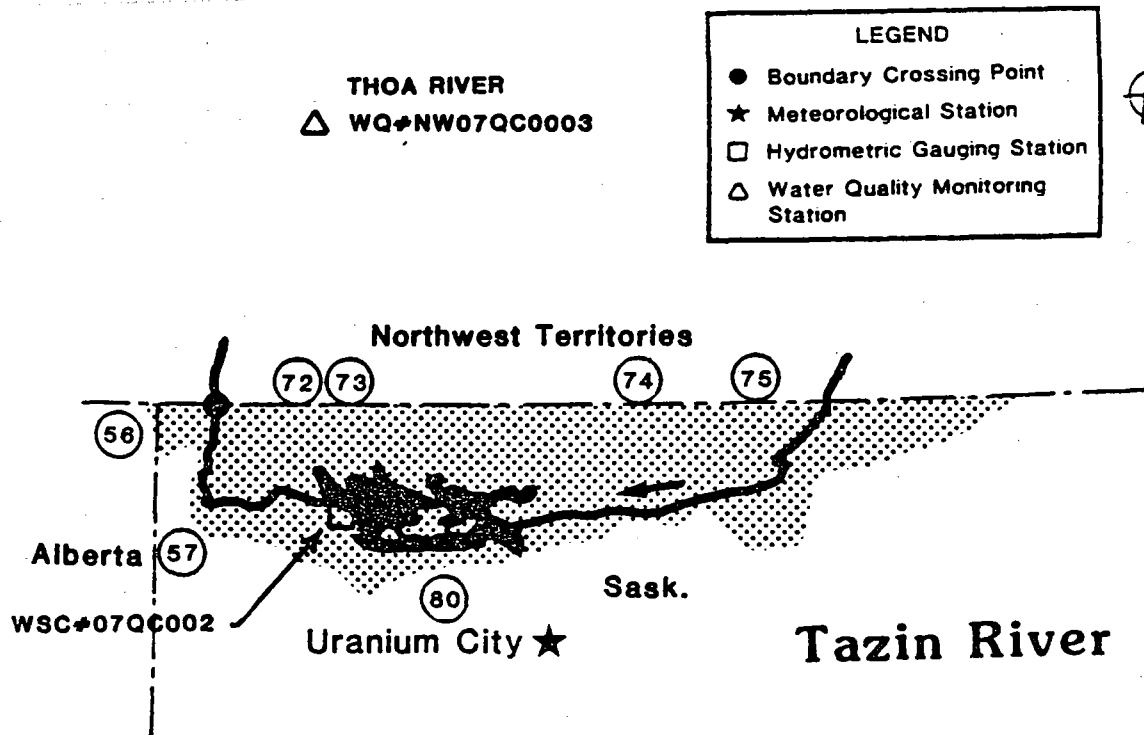 LEGEND
Boundary Crossing Point
Meteorological Station
Hydrometric Gauging Station
Water Quality Monitoring
Station
THOA RIVER
WQ#NW07QC0003
Northwest Territories
72 73 74 75
56
Alberta 57
Sask.
80
WSC#07QC002
Uranium City
Tazin River